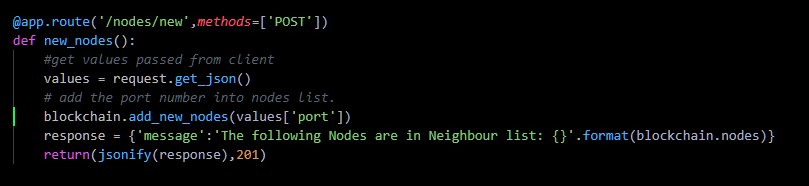 @app.route('/nodes/new',methods=['POST'])
def new_nodes():
    #get values passed from client
    values = request.get_json()
    # add the port number into nodes list.
    blockchain.add_new_nodes(values['port'])
    response = {'message':'The following Nodes are in Neighbour list: {}'.format(blockchain.nodes)}
    return(jsonify(response),201)